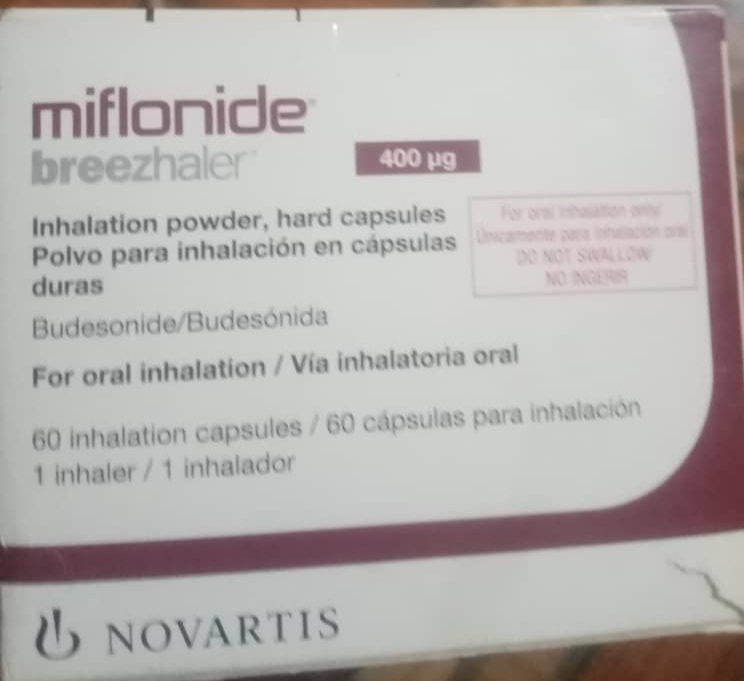 miflonide
breezhaler
400 µg
Inhalation powder, hard capsules
Polvo para inhalación en cápsulas
duras
For oral inhalation only
Únicamente para inhalación oral
DO NOT SWALLOW
NO INGERIR
Budesonide/Budesónida
For oral inhalation / Vía inhalatoria oral
60 inhalation capsules / 60 cápsulas para inhalación
1 inhaler / 1 inhalador
NOVARTIS